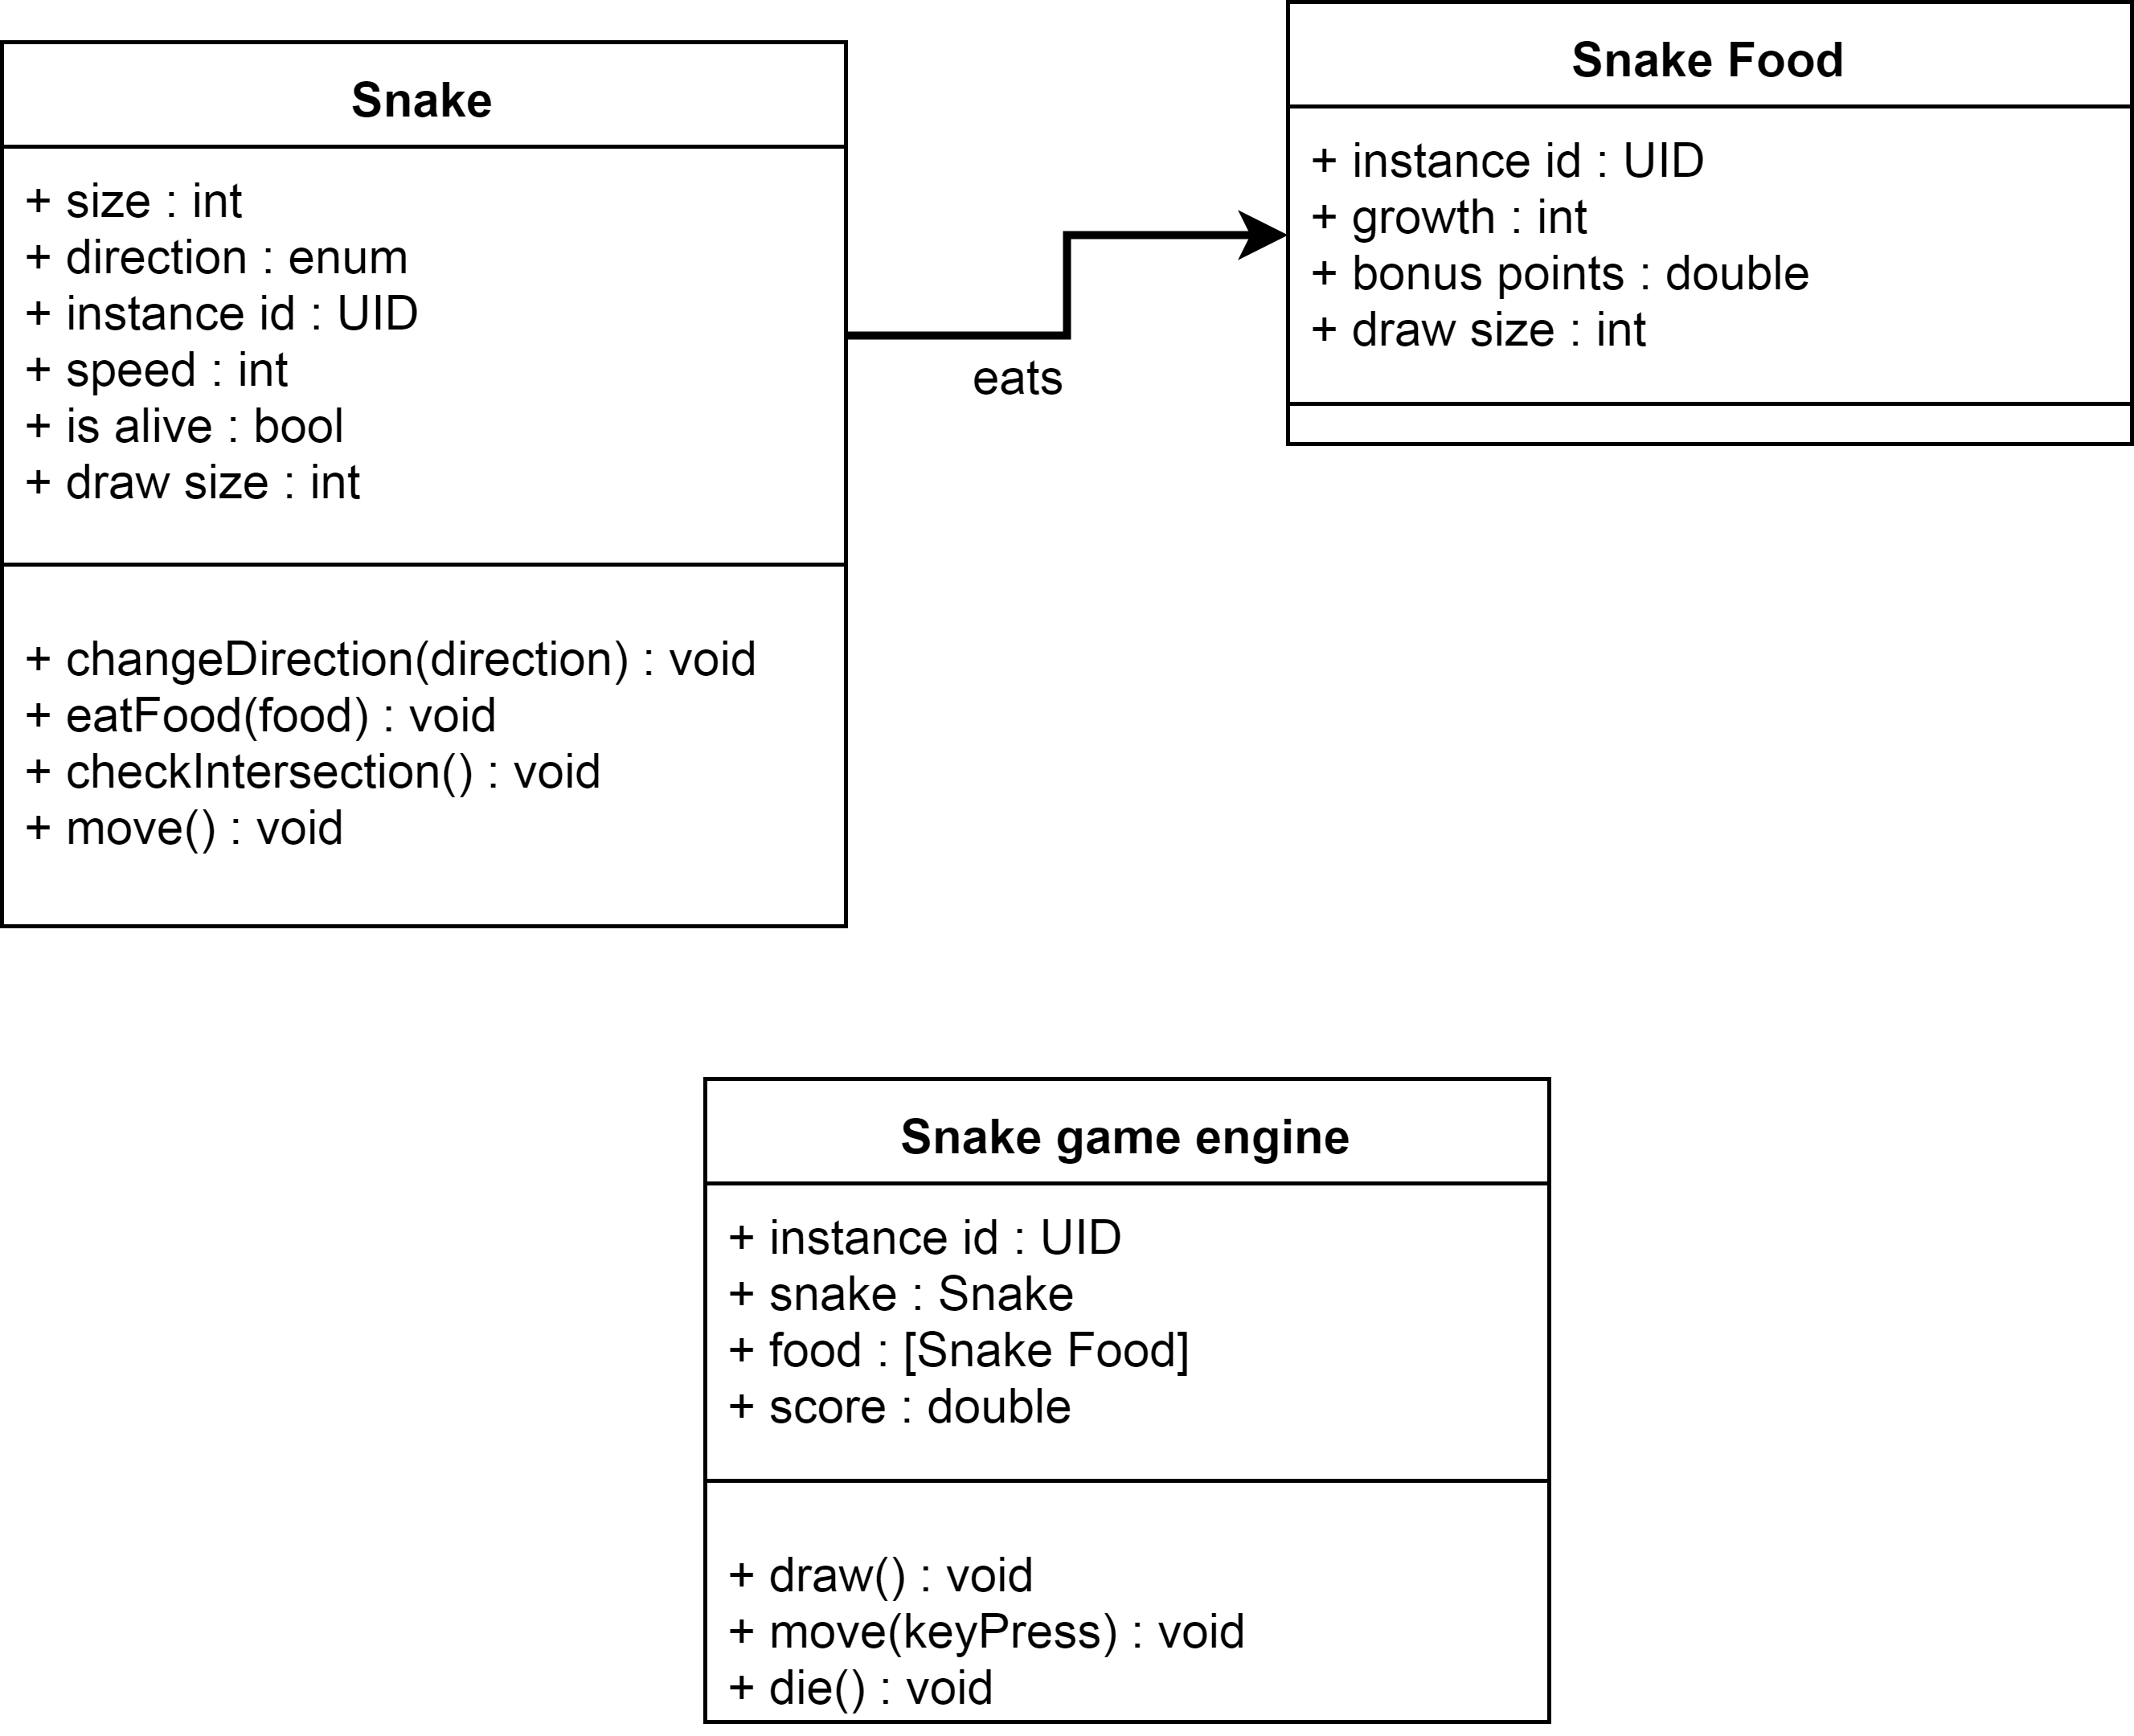 Snake
+ size : int
+ direction : enum
+ instance id : UID
+ speed : int
+ is alive : bool
+ draw size : int
+ changeDirection(direction) : void
+ eatFood(food) : void
+ checkIntersection() : void
+ move() : void
eats
Snake Food
+ instance id : UID
+ growth : int
+ bonus points : double
+ draw size : int
Snake game engine
+ instance id : UID
+ snake : Snake
+ food : [Snake Food]
+ score : double
+ draw() : void
+ move(keyPress) : void
+ die() : void